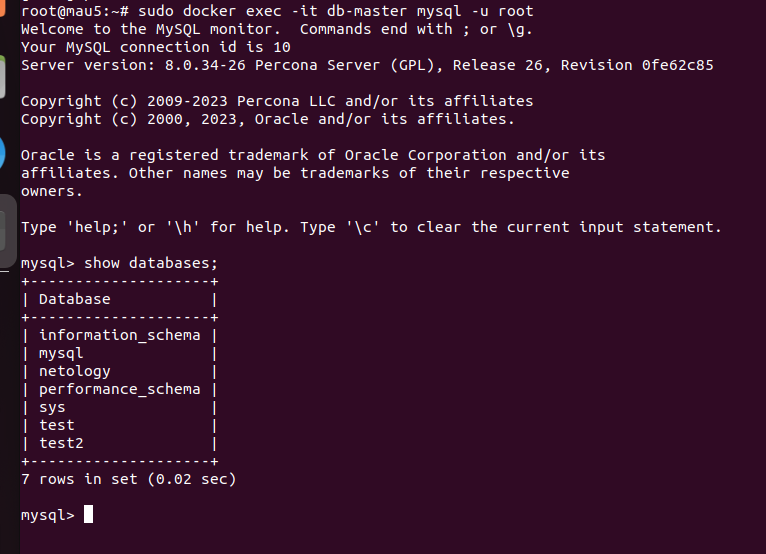 root@mau5:~# sudo docker exec -it db-master mysql -u root
Welcome to the MySQL monitor.  Commands end with ; or \g.
Your MySQL connection id is 10
Server version: 8.0.34-26 Percona Server (GPL), Release 26, Revision 0fe62c85

Copyright (c) 2009-2023 Percona LLC and/or its affiliates
Copyright (c) 2000, 2023, Oracle and/or its affiliates.

Oracle is a registered trademark of Oracle Corporation and/or its
affiliates. Other names may be trademarks of their respective
owners.

Type 'help;' or '\h' for help. Type '\c' to clear the current input statement.

mysql> show databases;
+--------------------+
| Database           |
+--------------------+
| information_schema |
| mysql              |
| netology           |
| performance_schema |
| sys                |
| test               |
| test2              |
+--------------------+
7 rows in set (0.02 sec)

mysql>